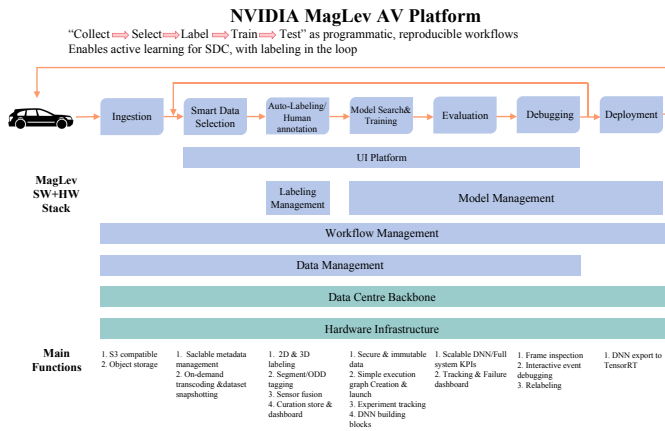 NVIDIA MagLev AV Platform
“Collect Select Label Train Test” as programmatic, reproducible workflows
Enables active learning for SDC, with labeling in the loop
Ingestion
Smart Data
Selection
Auto-Labeling/
Human
annotation
Model Search&
Training
Evaluation
Debugging
Deployment
UI Platform
MagLev
SW+HW
Stack
Labeling
Management
Model Management
Workflow Management
Data Management
Data Centre Backbone
Hardware Infrastructure
Main
Functions
1. S3 compatible
2. Object storage
1. Saclable metadata
management
2. On-demand
transcoding &dataset
snapshotting
1. 2D & 3D
labeling
2. Segment/ODD
tagging
3. Sensor fusion
4. Curation store &
dashboard
1. Secure & immutable
data
2. Simple execution
graph Creation &
launch
3. Experiment tracking
4. DNN building
blocks
1. Scalable DNN/Full
system KPIs
2. Tracking & Failure
dashboard
1. Frame inspection
2. Interactive event
debugging
3. Relabeling
1. DNN export to
TensorRT